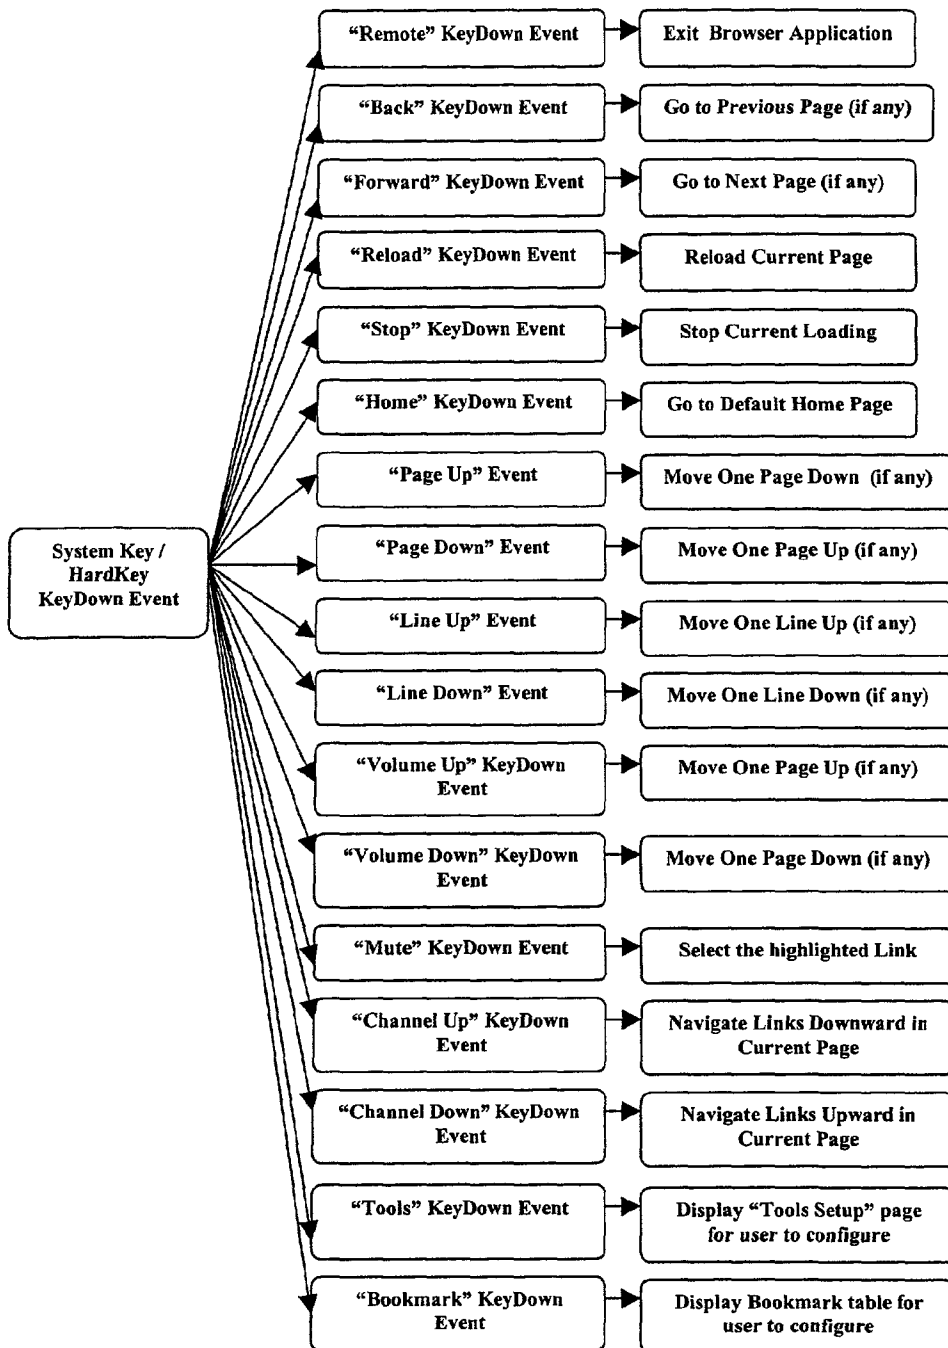 “Remote” KeyDown Event
Exit Browser Application
“Back” KeyDown Event
Go to Previous Page (if any)
“Forward” KeyDown Event
Go to Next Page (if any)
“Reload” KeyDown Event
Reload Current Page
“Stop” KeyDown Event
Stop Current Loading
“Home” KeyDown Event
Go to Default Home Page
“Page Up” Event
Move One Page Down (if any)
System Key /
HardKey
KeyDown Event
“Page Down” Event
Move One Page Up (if any)
“Line Up” Event
Move One Line Up (if any)
“Line Down” Event
Move One Line Down (if any)
“Volume Up” KeyDown
Event
Move One Page Up (if any)
“Volume Down” KeyDown
Event
Move One Page Down (if any)
“Mute” KeyDown Event
Select the highlighted Link
“Channel Up” KeyDown
Event
Navigate Links Downward in
Current Page
“Channel Down” KeyDown
Event
Navigate Links Upward in
Current Page
“Tools” KeyDown Event
Display “Tools Setup” page
for user to configure
“Bookmark” KeyDown
Event
Display Bookmark table for
user to configure